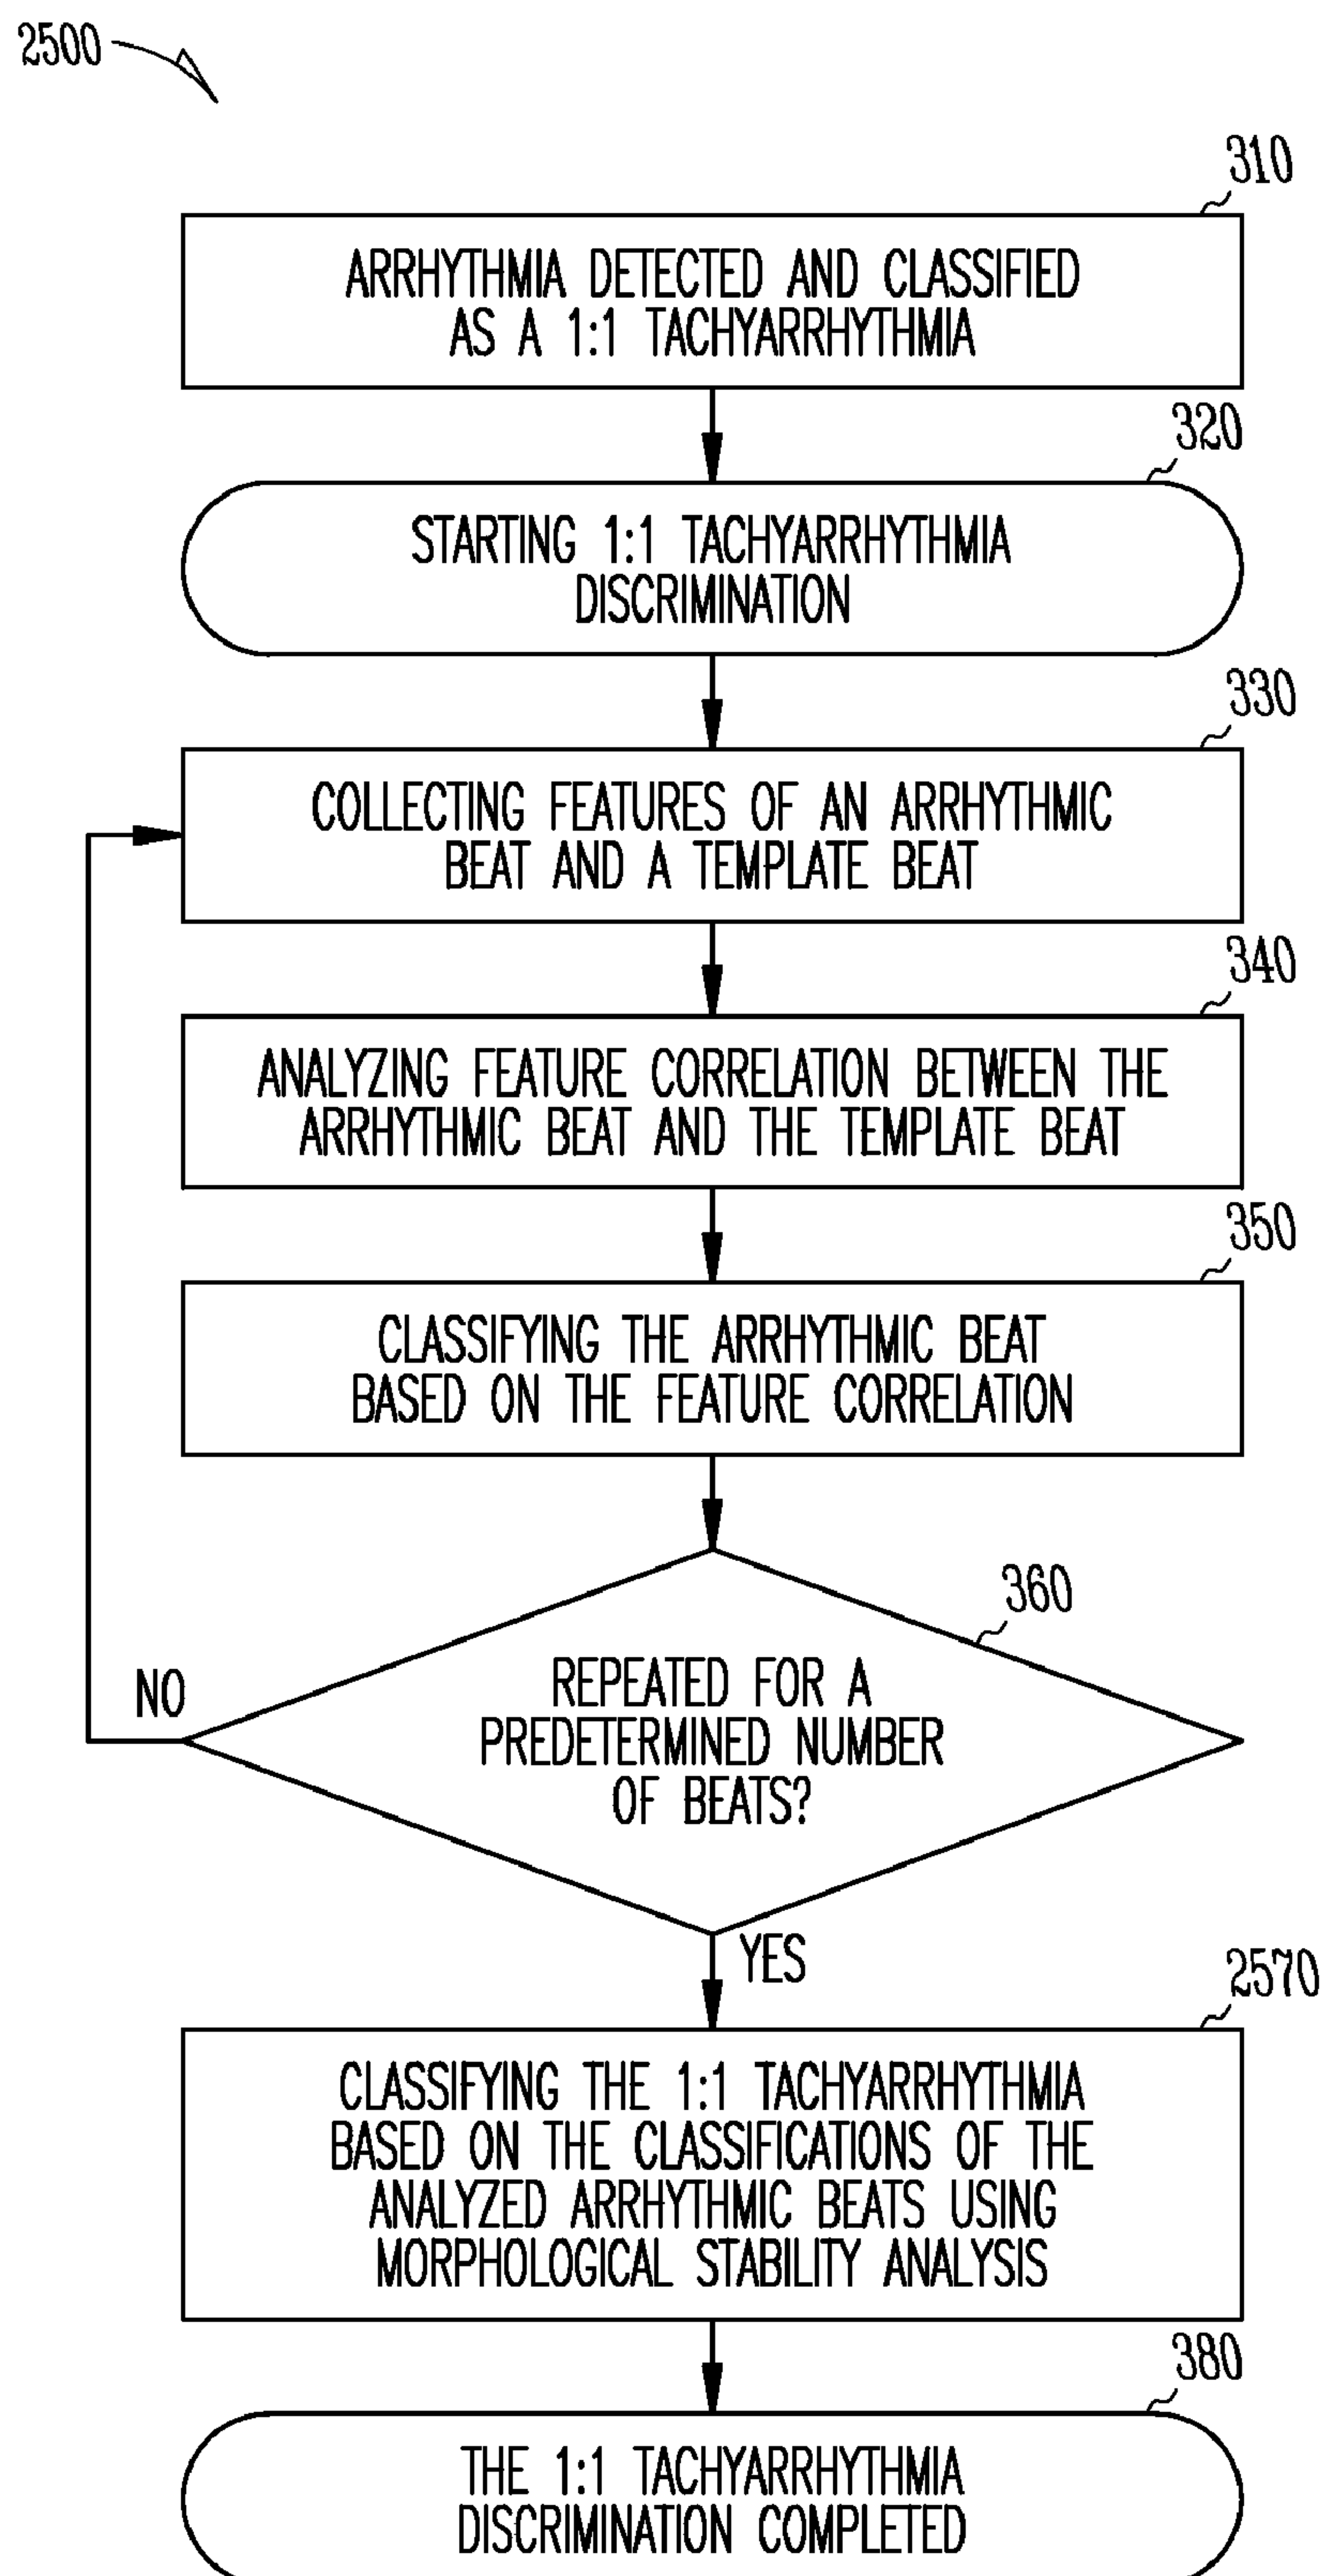 2500
310
ARRHYTHMIA DETECTED AND CLASSIFIED
AS A 1:1 TACHYARRHYTHMIA
320
STARTING 1:1 TACHYARRHYTHMIA
DISCRIMINATION
330
COLLECTING FEATURES OF AN ARRHYTHMIC
BEAT AND A TEMPLATE BEAT
340
ANALYZING FEATURE CORRELATION BETWEEN THE
ARRHYTHMIC BEAT AND THE TEMPLATE BEAT
350
CLASSIFYING THE ARRHYTHMIC BEAT
BASED ON THE FEATURE CORRELATION
360
REPEATED FOR A
PREDETERMINED NUMBER
OF BEATS?
NO
YES
2570
CLASSIFYING THE 1:1 TACHYARRHYTHMIA
BASED ON THE CLASSIFICATIONS OF THE
ANALYZED ARRHYTHMIC BEATS USING
MORPHOLOGICAL STABILITY ANALYSIS
380
THE 1:1 TACHYARRHYTHMIA
DISCRIMINATION COMPLETED